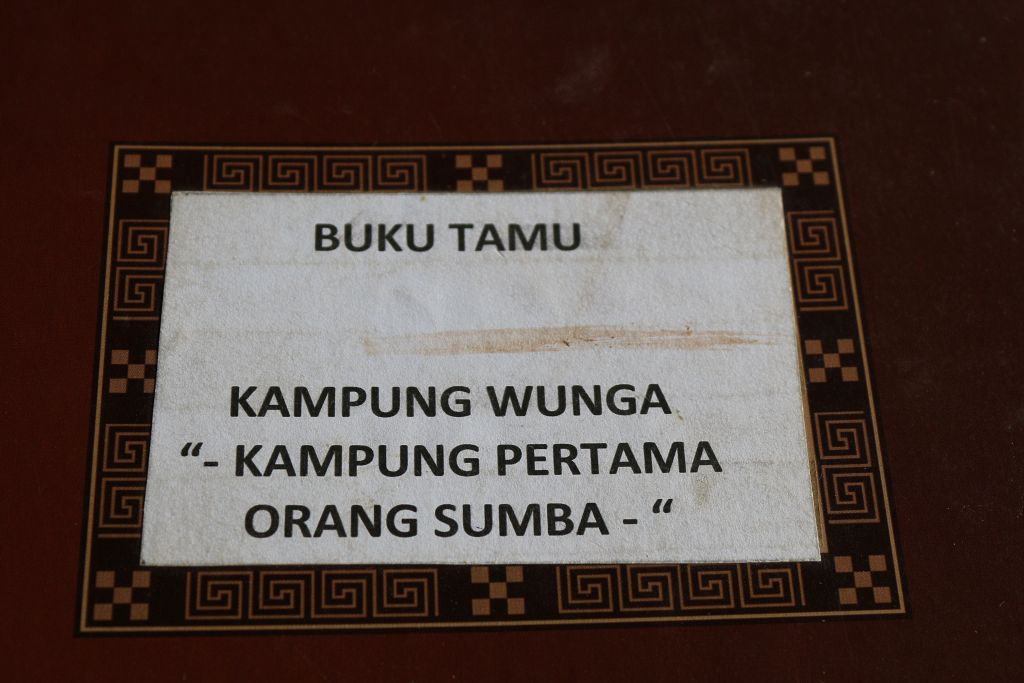 BUKU TAMU
KAMPUNG WUNGA
“- KAMPUNG PERTAMA
ORANG SUMBA - “